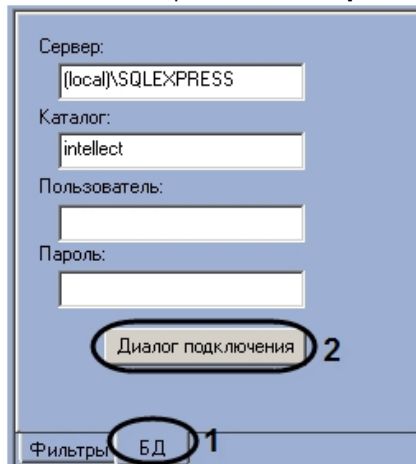 Сервер:
(local)\SQLEXPRESS
Каталог:
intellect
Пользователь:
Пароль:
Диалог подключения 2
Фильтры БД 1